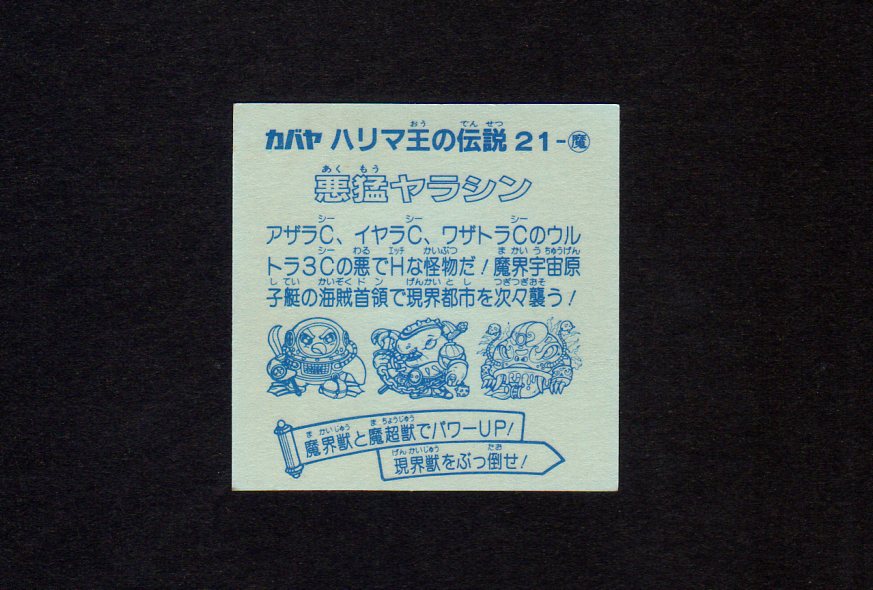 カバヤ ハリマ王の伝説 21-㊙魔
悪猛ヤラシン
アザラC、イヤラC、ワザトラCのウル
トラ3Cの悪でHな怪物だ!魔界宇宙原
子艇の海賊首領で現界都市を次々襲う!
魔界獣と魔超獣でパワーUP!
現界獣をぶっ倒せ!